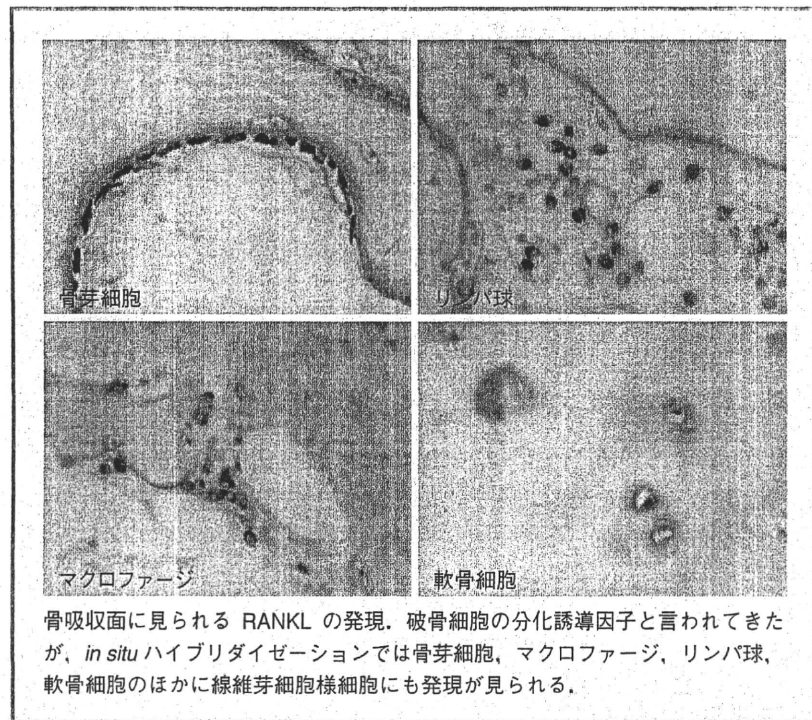 骨芽細胞
リンパ球
マクロファージ
軟骨細胞
骨吸収面に見られる RANKL の発現．破骨細胞の分化誘導因子と言われてきた
が，in situ ハイブリダイゼーションでは骨芽細胞，マクロファージ，リンパ球，
軟骨細胞のほかに線維芽細胞様細胞にも発現が見られる．